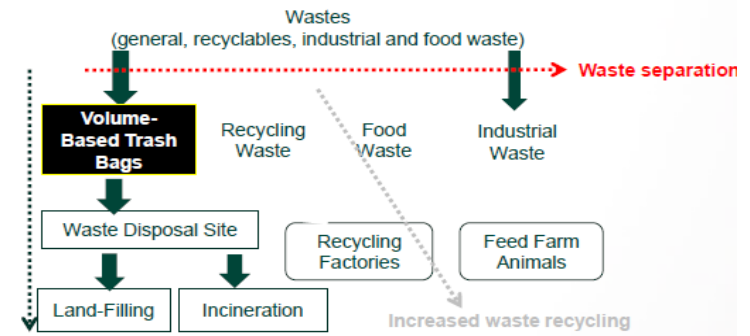 Wastes
(general, recyclables, industrial and food waste)
Waste separation
Volume-
Based Trash
Bags
Recycling
Waste
Food
Waste
Industrial
Waste
Waste Disposal Site
Recycling
Factories
Feed Farm
Animals
Land-Filling
Incineration
Increased waste recycling